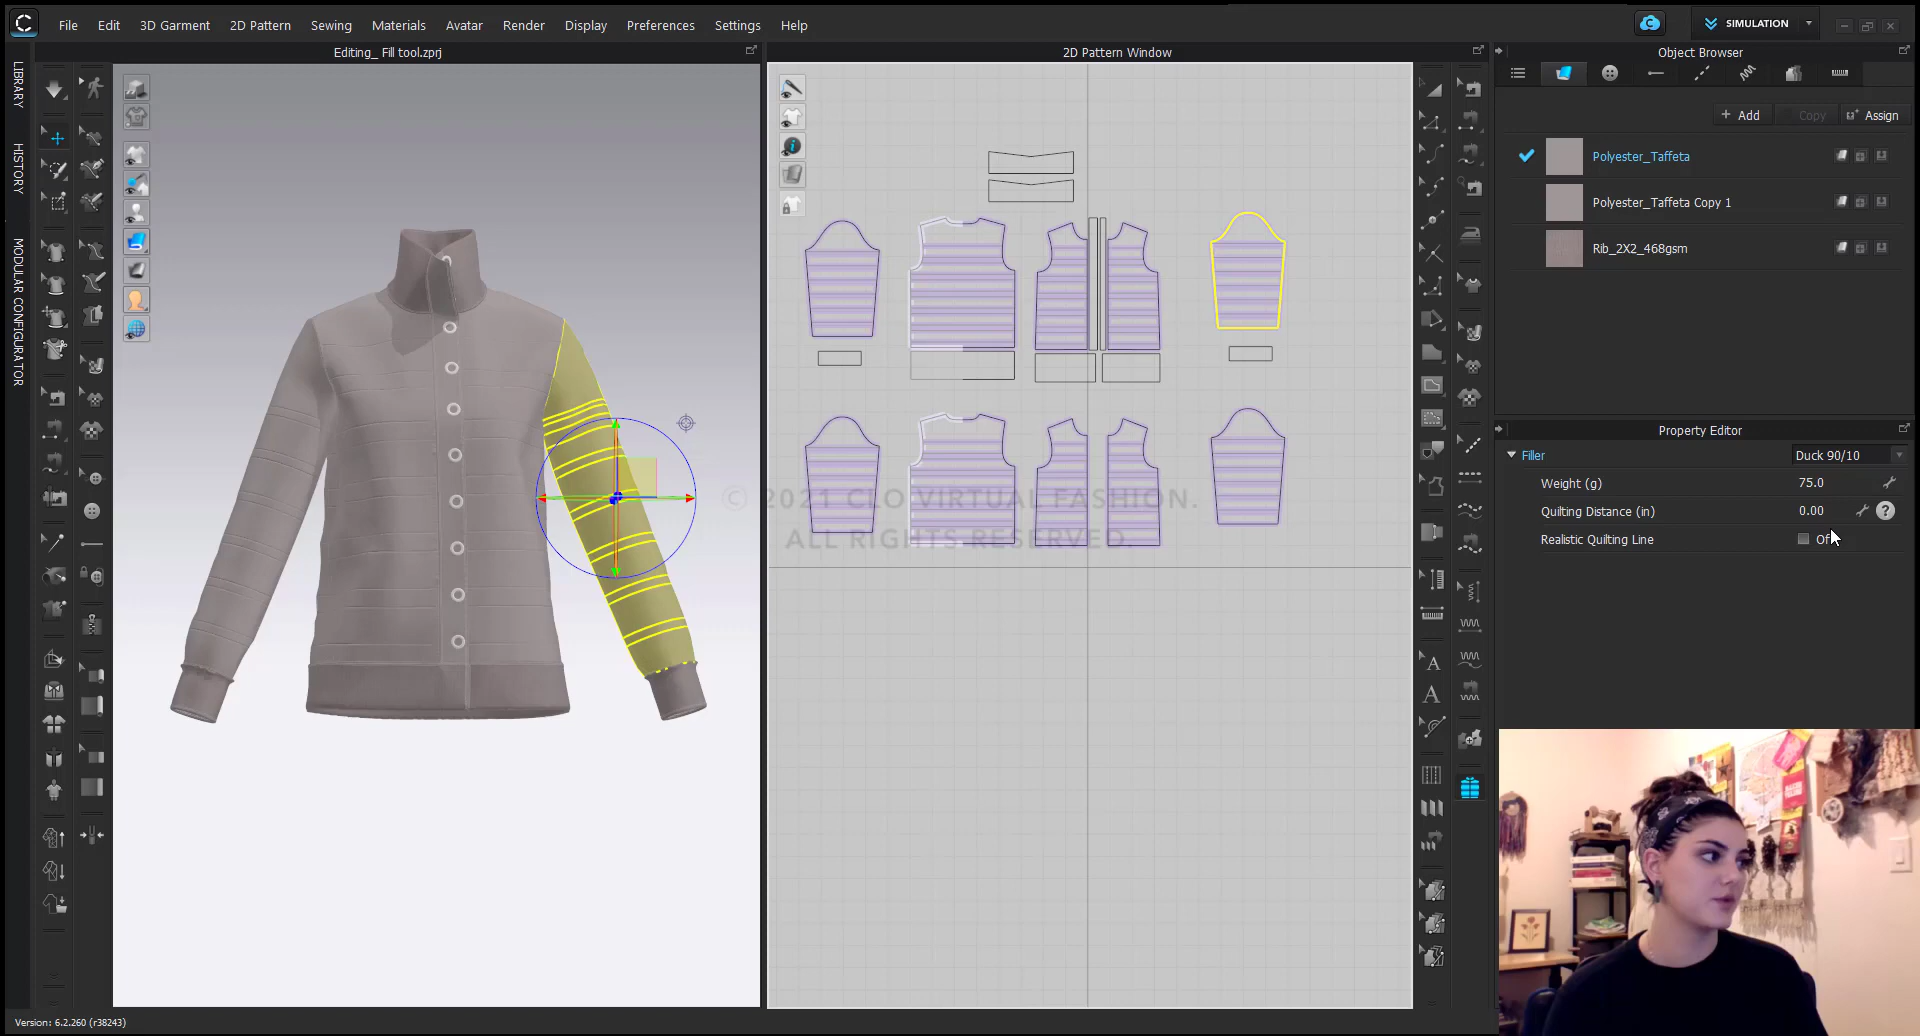 File Edit 3D Garment 2D Pattern Sewing Materials Avatar Render Display Preferences Settings Help
SIMULATION
Editing_ Fill tool.zprj
2D Pattern Window
Object Browser
LIBRARY
HISTORY
MODULAR CONFIGURATOR
+ Add Copy Assign
Polyester_Taffeta
Polyester_Taffeta Copy 1
Rib_2X2_468gsm
Property Editor
Filler Duck 90/10
Weight (g) 75.0
Quilting Distance (in) 0.00 ?
Realistic Quilting Line
© 2021 CLO VIRTUAL FASHION.
ALL RIGHTS RESERVED.
A
A
Version: 6.2.260 (r38243)